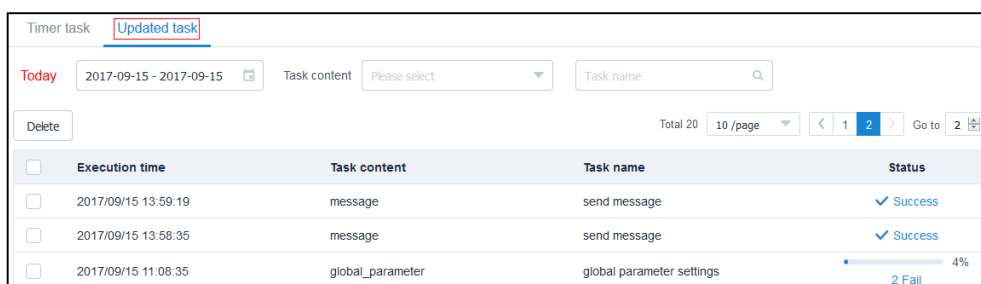 Timer task Updated task
Today 2017-09-15 - 2017-09-15 Task content Please select Task name
Delete Total 20 10 /page 1 2 Go to 2
Execution time Task content Task name Status
2017/09/15 13:59:19 message send message Success
2017/09/15 13:58:35 message send message Success
2017/09/15 11:08:35 global_parameter global parameter settings 4%
2 Fail